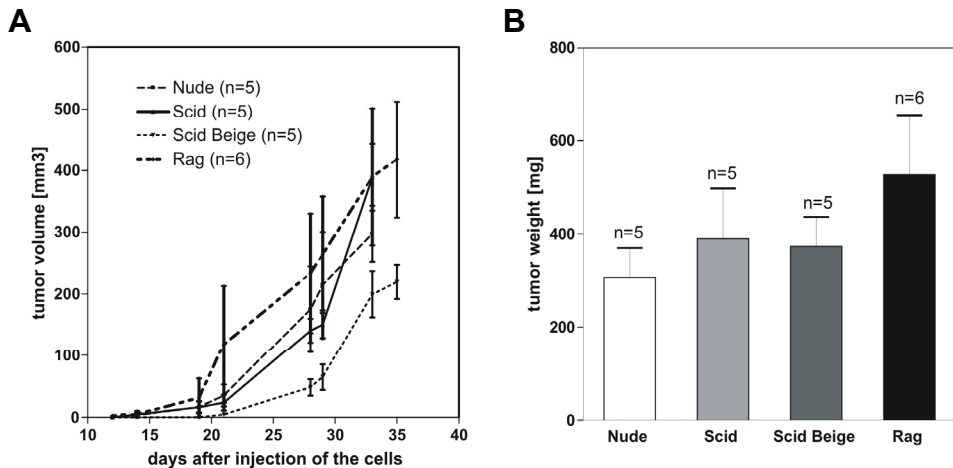 A
600
500
400
300
200
100
0
tumor volume [mm3]
Nude (n=5)
Scid (n=5)
Scid Beige (n=5)
Rag (n=6)
10 15 20 25 30 35 40
days after injection of the cells
B
800
600
400
200
0
tumor weight [mg]
n=5
n=5
n=5
n=6
Nude Scid Scid Beige Rag